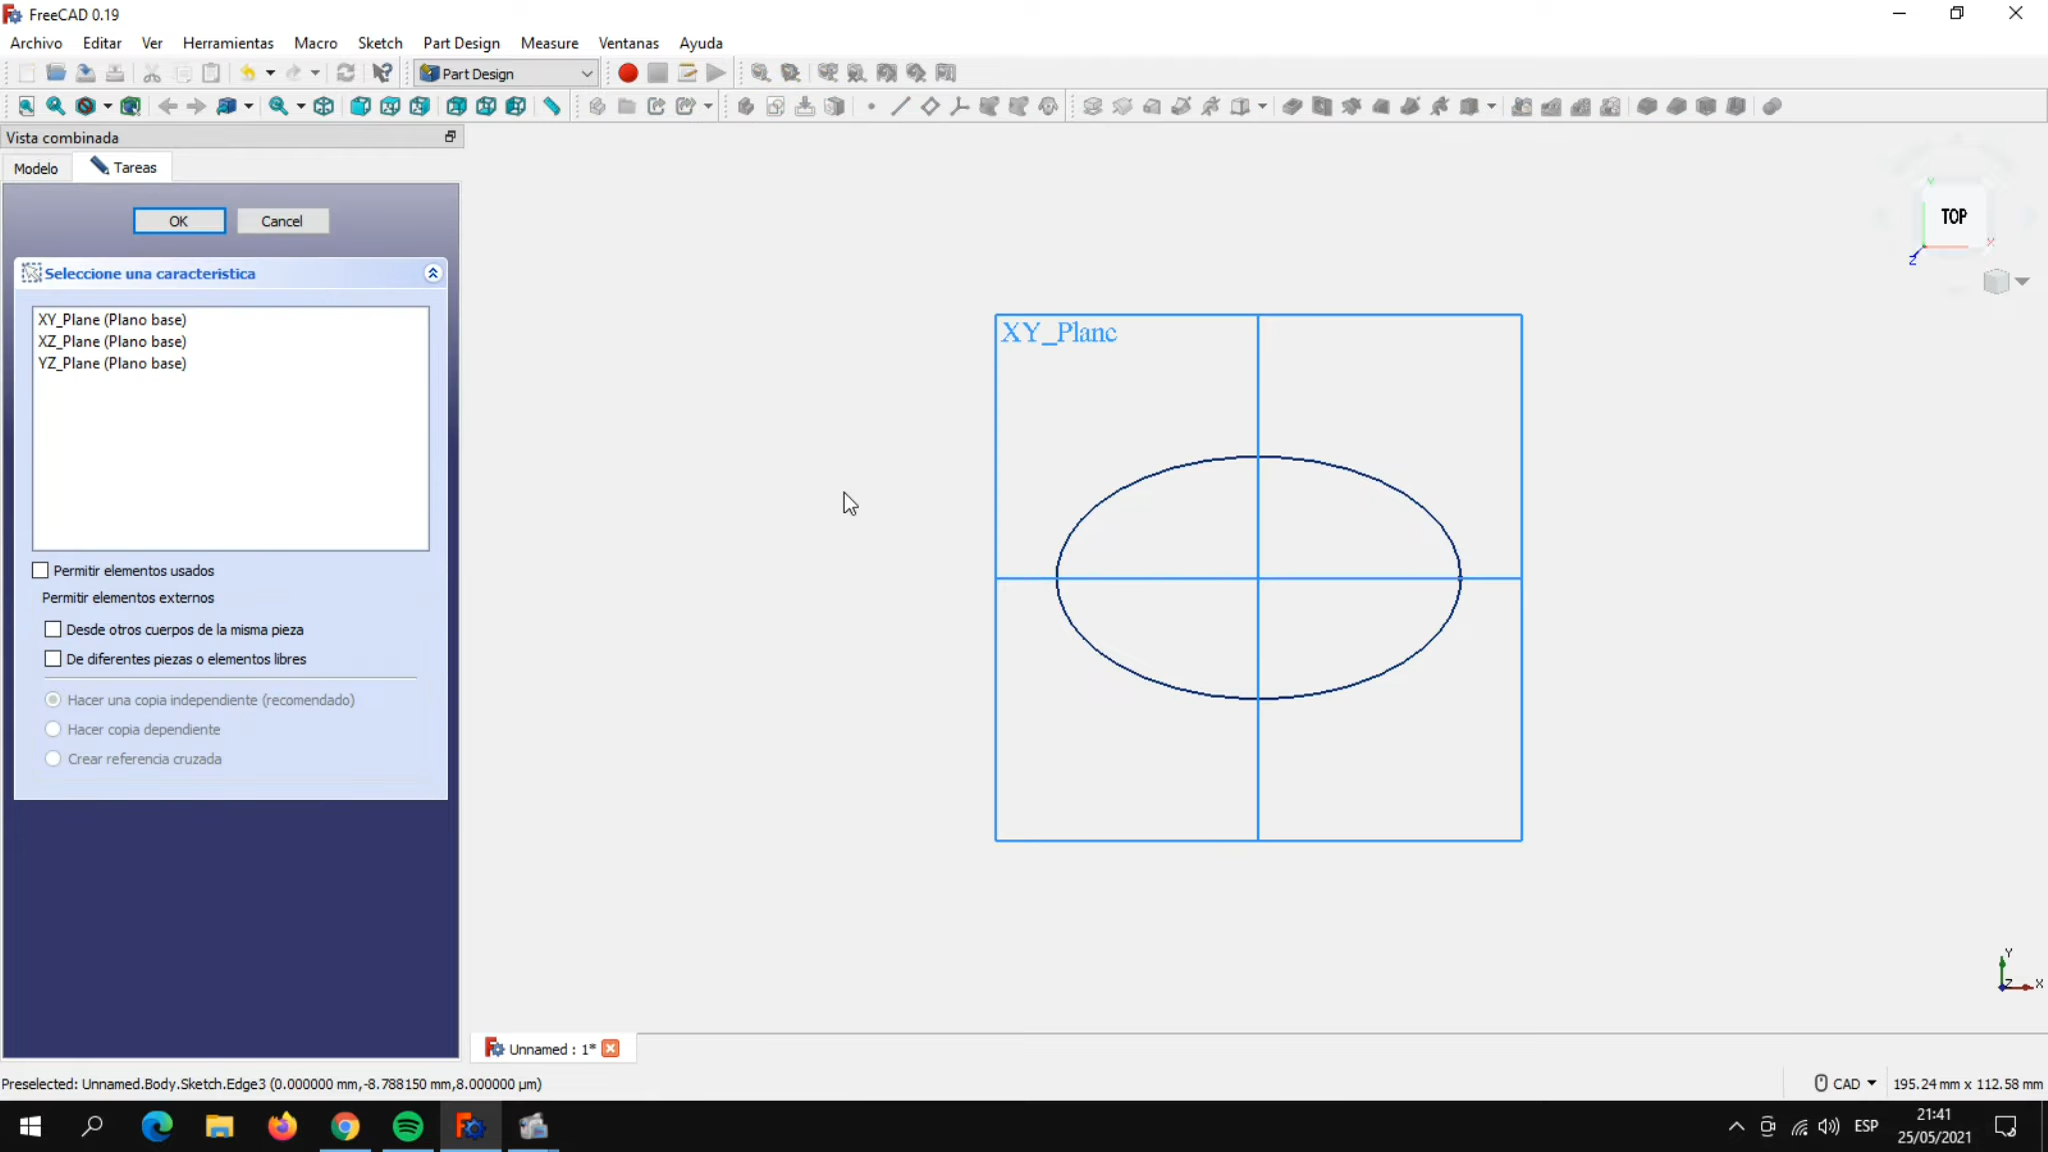 FreeCAD 0.19
Archivo Editar Ver Herramientas Macro Sketch Part Design Measure Ventanas Ayuda
Part Design
Vista combinada
Modelo Tareas
OK Cancel
Seleccione una caracteristica
XY_Plane (Plano base)
XZ_Plane (Plano base)
YZ_Plane (Plano base)
Permitir elementos usados
Permitir elementos externos
Desde otros cuerpos de la misma pieza
De diferentes piezas o elementos libres
Hacer una copia independiente (recomendado)
Hacer copia dependiente
Crear referencia cruzada
XY_Plane
TOP
Y
X
Z
Y
Z X
Unnamed : 1*
Preselected: Unnamed.Body.Sketch.Edge3 (0.000000 mm,-8.788150 mm,8.000000 µm)
CAD 195.24 mm x 112.58 mm
ESP
21:41
25/05/2021